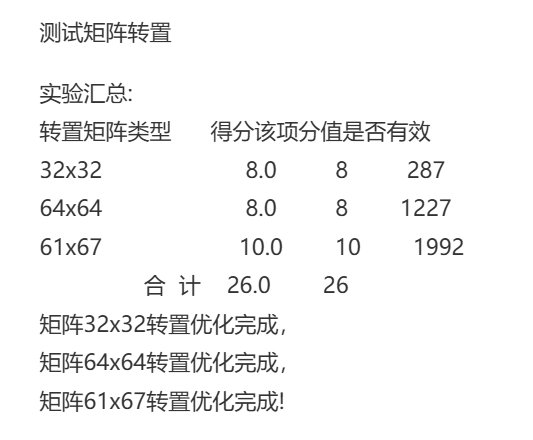 测试矩阵转置
实验汇总:
转置矩阵类型 得分该项分值是否有效
32x32 8.0 8 287
64x64 8.0 8 1227
61x67 10.0 10 1992
合 计 26.0 26
矩阵32x32转置优化完成，
矩阵64x64转置优化完成，
矩阵61x67转置优化完成!